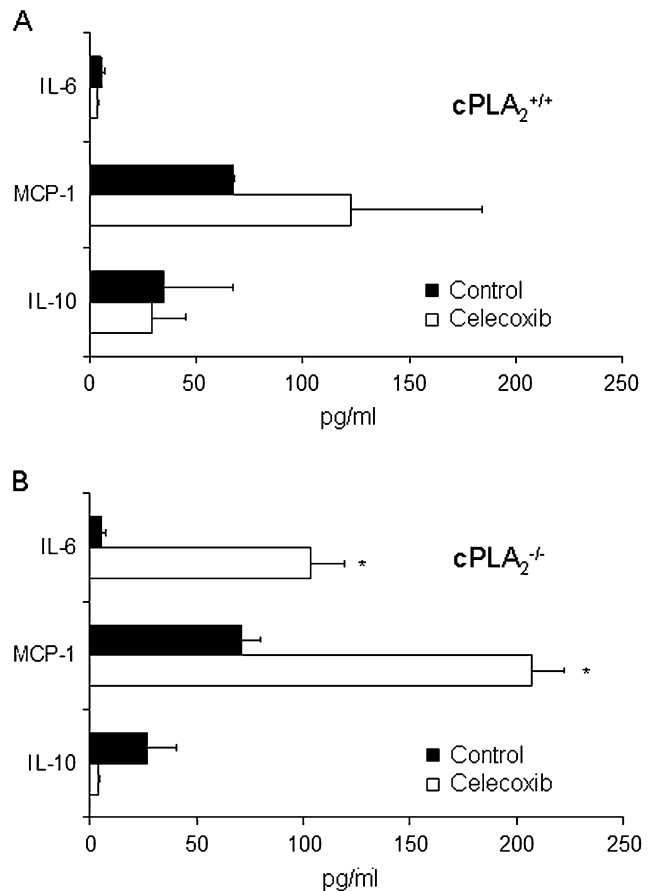 A
IL-6
cPLA₂⁺/⁺
MCP-1
IL-10
Control
Celecoxib
0 50 100 150 200 250
pg/ml
B
IL-6
*
cPLA₂⁻/⁻
MCP-1
*
IL-10
Control
Celecoxib
0 50 100 150 200 250
pg/ml